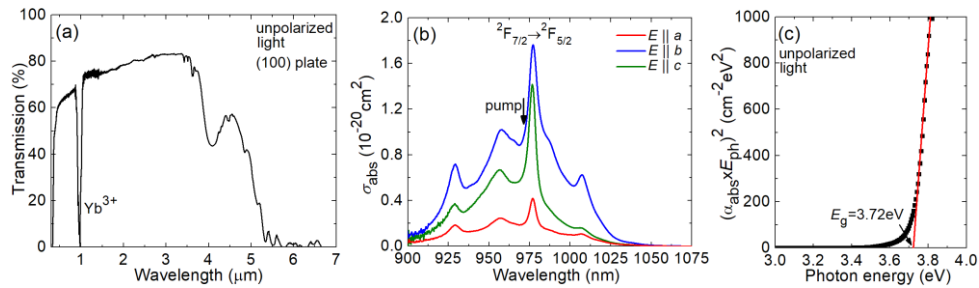 (a)
unpolarized
light
(100) plate
Yb³⁺
Transmission (%)
100
80
60
40
20
0
0 1 2 3 4 5 6 7
Wavelength (μm)
(b)
²F₇/₂→²F₅/₂
E || a
E || b
E || c
pump
σabs (10⁻²⁰ cm²)
2.0
1.6
1.2
0.8
0.4
0.0
900 925 950 975 1000 1025 1050 1075
Wavelength (nm)
(c)
unpolarized
light
Eg=3.72eV
(αabs×Eph)² (cm⁻²eV²)
1000
800
600
400
200
0
3.0 3.2 3.4 3.6 3.8 4.0
Photon energy (eV)